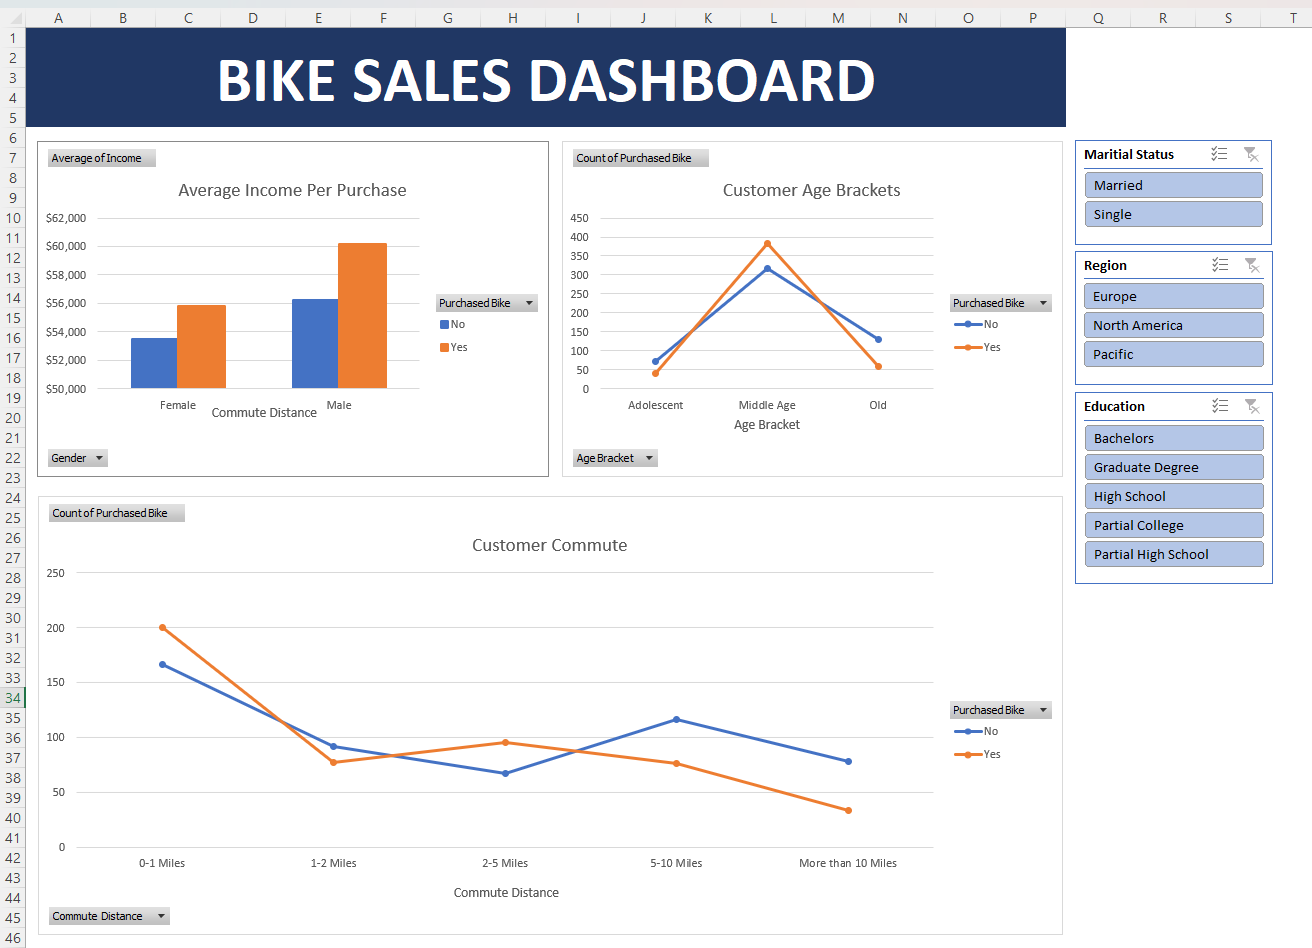 A B C D E F G H I J K L M N O P Q R S T
1
2
3
4
5
6
7
8
9
10
11
12
13
14
15
16
17
18
19
20
21
22
23
24
25
26
27
28
29
30
31
32
33
34
35
36
37
38
39
40
41
42
43
44
45
46
BIKE SALES DASHBOARD
Average of Income
Average Income Per Purchase
$62,000
$60,000
$58,000
$56,000
$54,000
$52,000
$50,000
Female Male
Commute Distance
Purchased Bike
No
Yes
Gender
Count of Purchased Bike
Customer Age Brackets
450
400
350
300
250
200
150
100
50
0
Adolescent Middle Age Old
Age Bracket
Purchased Bike
No
Yes
Age Bracket
Maritial Status
Married
Single
Region
Europe
North America
Pacific
Education
Bachelors
Graduate Degree
High School
Partial College
Partial High School
Count of Purchased Bike
Customer Commute
250
200
150
100
50
0
0-1 Miles 1-2 Miles 2-5 Miles 5-10 Miles More than 10 Miles
Commute Distance
Purchased Bike
No
Yes
Commute Distance